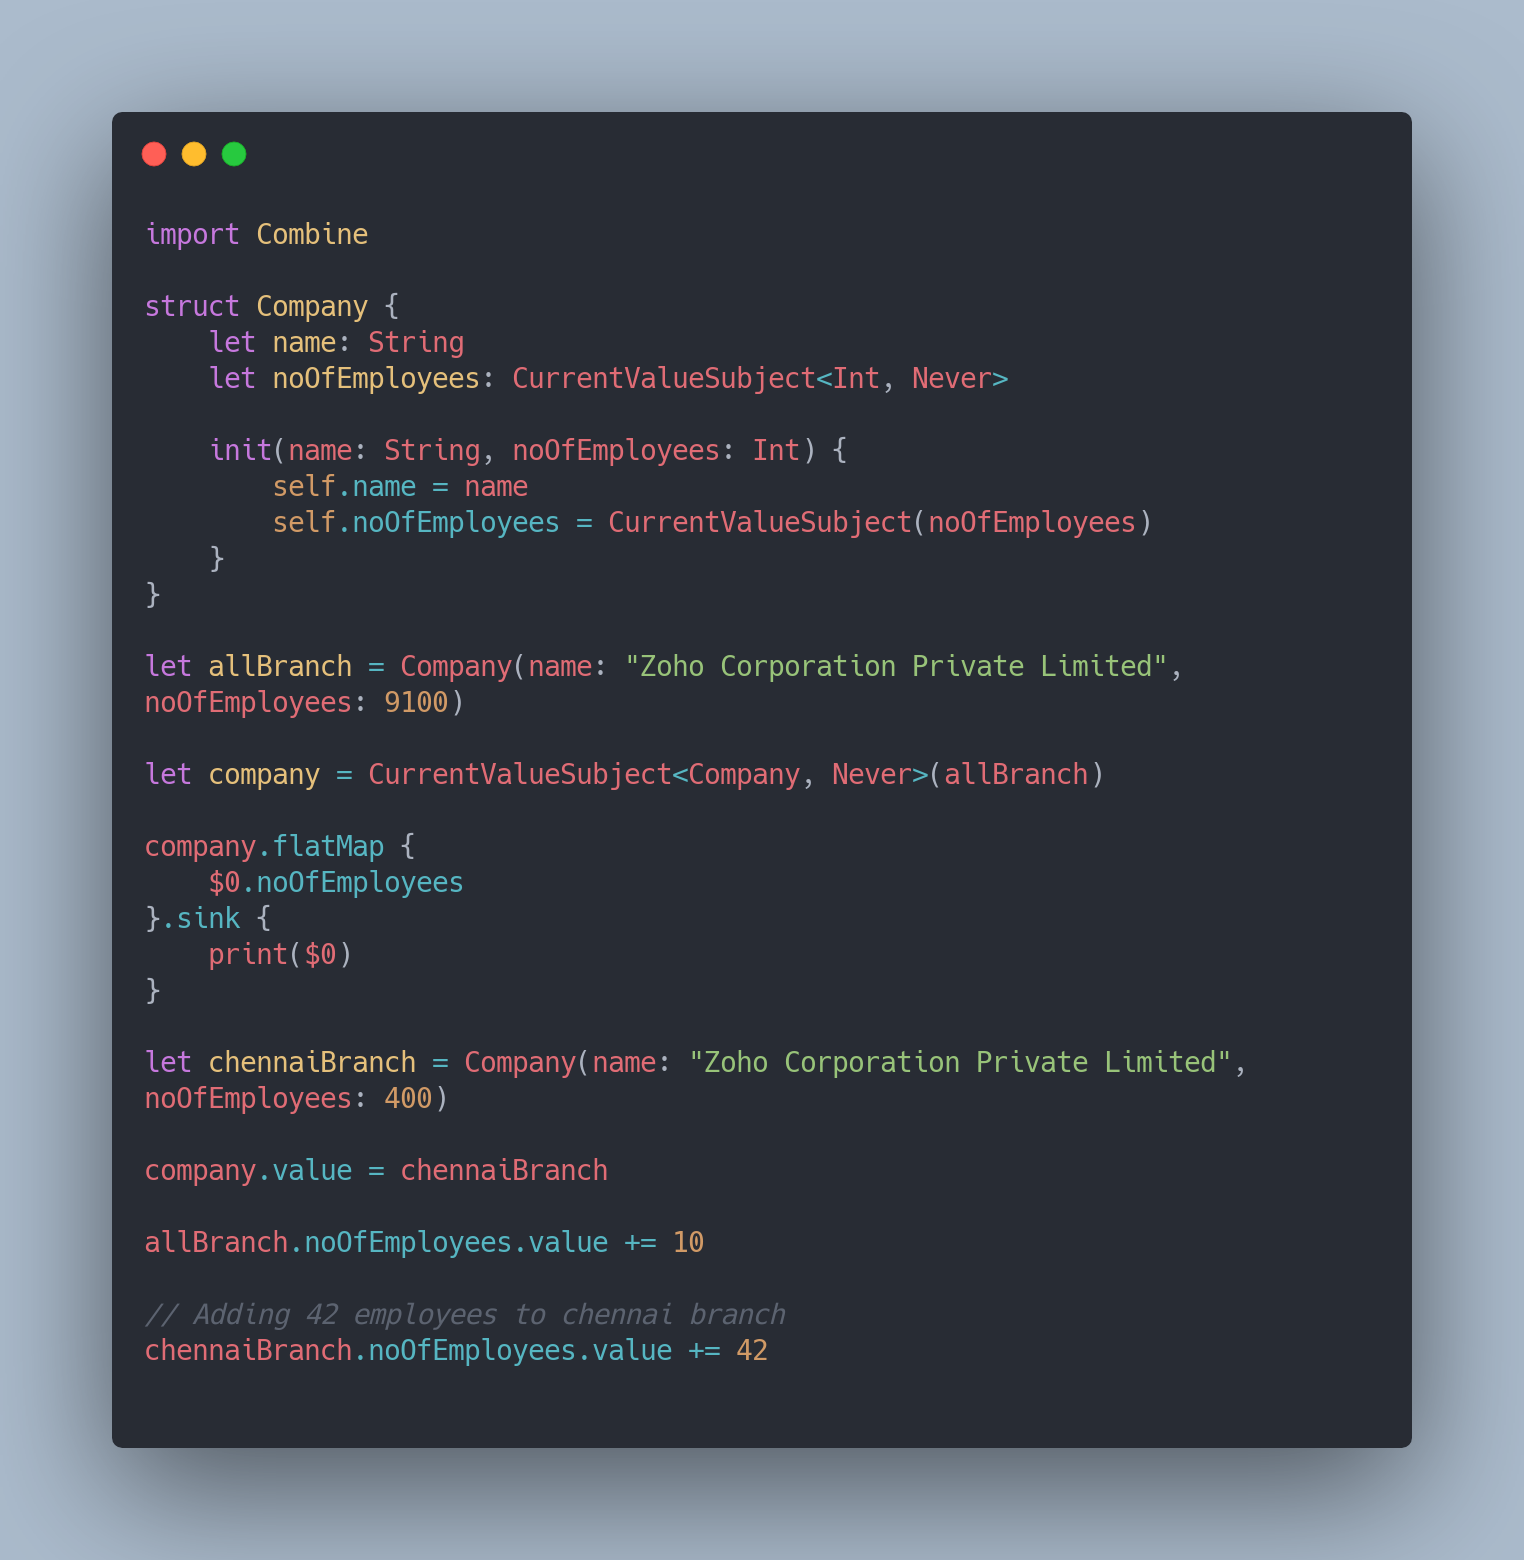 import Combine
struct Company {
    let name: String
    let noOfEmployees: CurrentValueSubject<Int, Never>
    init(name: String, noOfEmployees: Int) {
        self.name = name
        self.noOfEmployees = CurrentValueSubject(noOfEmployees)
    }
}
let allBranch = Company(name: "Zoho Corporation Private Limited",
noOfEmployees: 9100)
let company = CurrentValueSubject<Company, Never>(allBranch)
company.flatMap {
    $0.noOfEmployees
}.sink {
    print($0)
}
let chennaiBranch = Company(name: "Zoho Corporation Private Limited",
noOfEmployees: 400)
company.value = chennaiBranch
allBranch.noOfEmployees.value += 10
// Adding 42 employees to chennai branch
chennaiBranch.noOfEmployees.value += 42